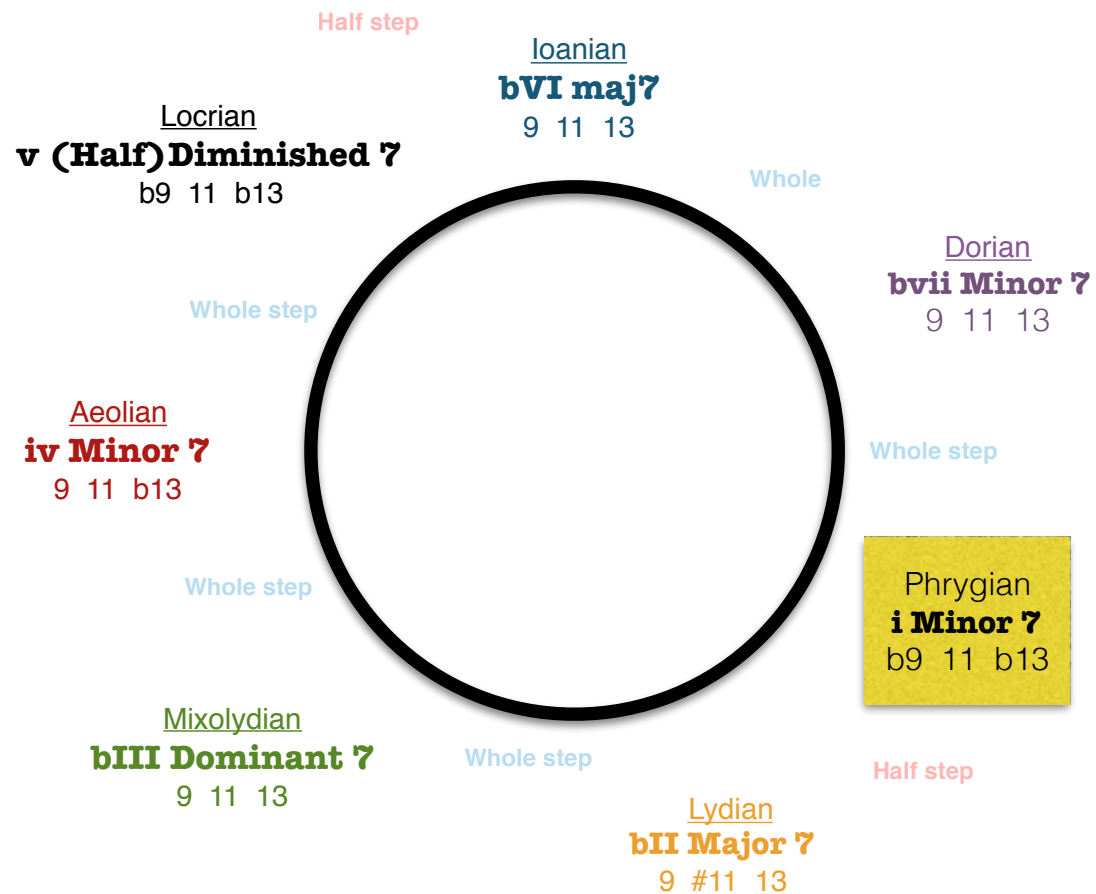 Half step
Ioanian
bVI maj7
9 11 13
Locrian
v (Half)Diminished 7
b9 11 b13
Whole
Dorian
bvii Minor 7
9 11 13
Whole step
Aeolian
iv Minor 7
9 11 b13
Whole step
Phrygian
i Minor 7
b9 11 b13
Whole step
Mixolydian
bIII Dominant 7
9 11 13
Whole step
Half step
Lydian
bII Major 7
9 #11 13